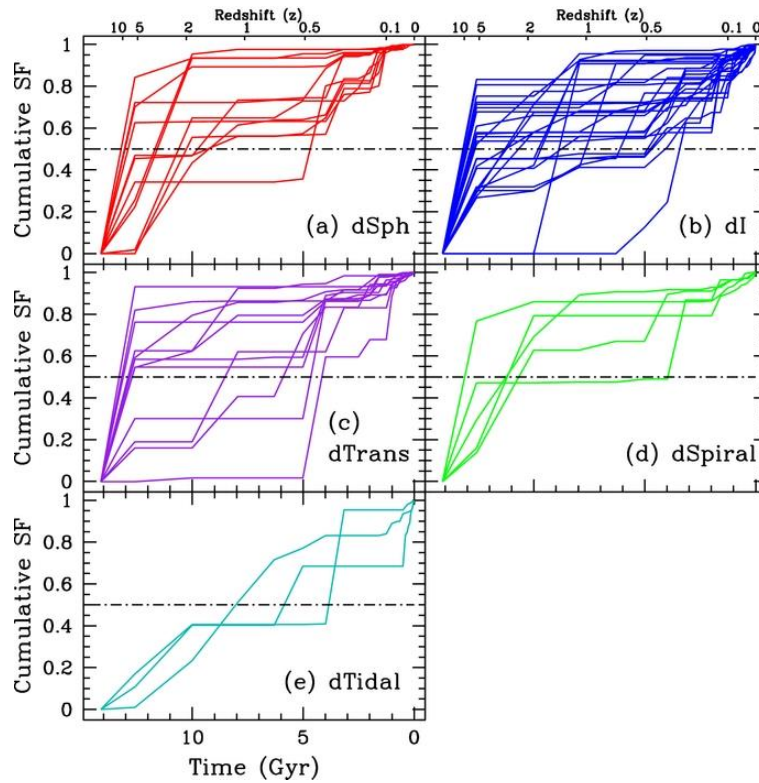 Redshift (z) Redshift (z)
10 5 2 1 0.5 0.1 0 10 5 2 1 0.5 0.1 0
1
0.8
0.6
0.4
0.2
0
Cumulative SF
(a) dSph
(b) dI
1
0.8
0.6
0.4
0.2
0
Cumulative SF
(c)
dTrans
(d) dSpiral
1
0.8
0.6
0.4
0.2
0
Cumulative SF
(e) dTidal
10 5 0
Time (Gyr)